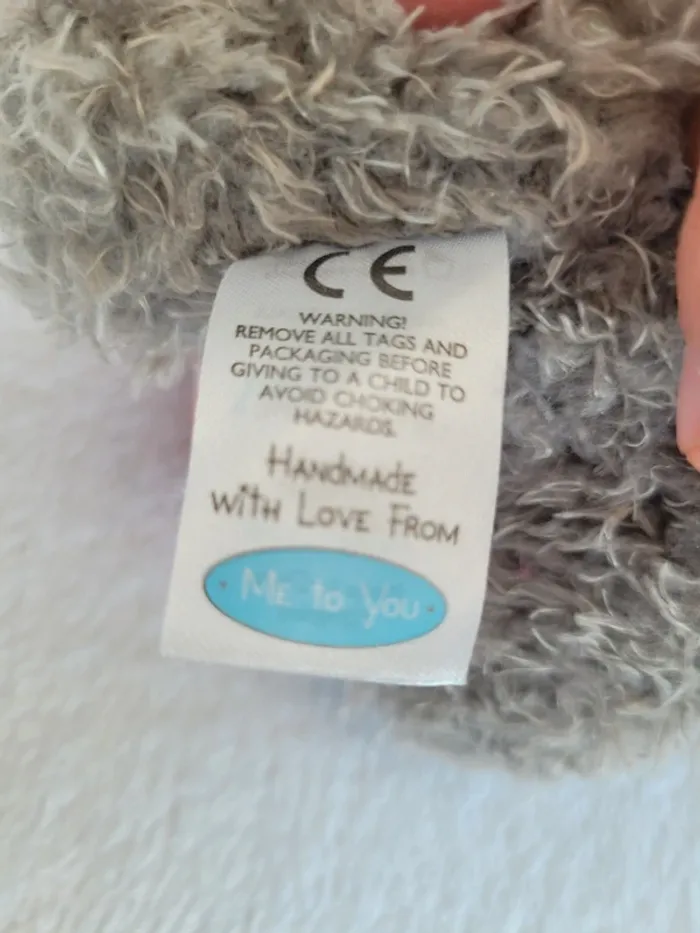 CE
WARNING!
REMOVE ALL TAGS AND
PACKAGING BEFORE
GIVING TO A CHILD TO
AVOID CHOKING
HAZARDS.
HANdMAdE
WITH LOVE FROM
ME to You